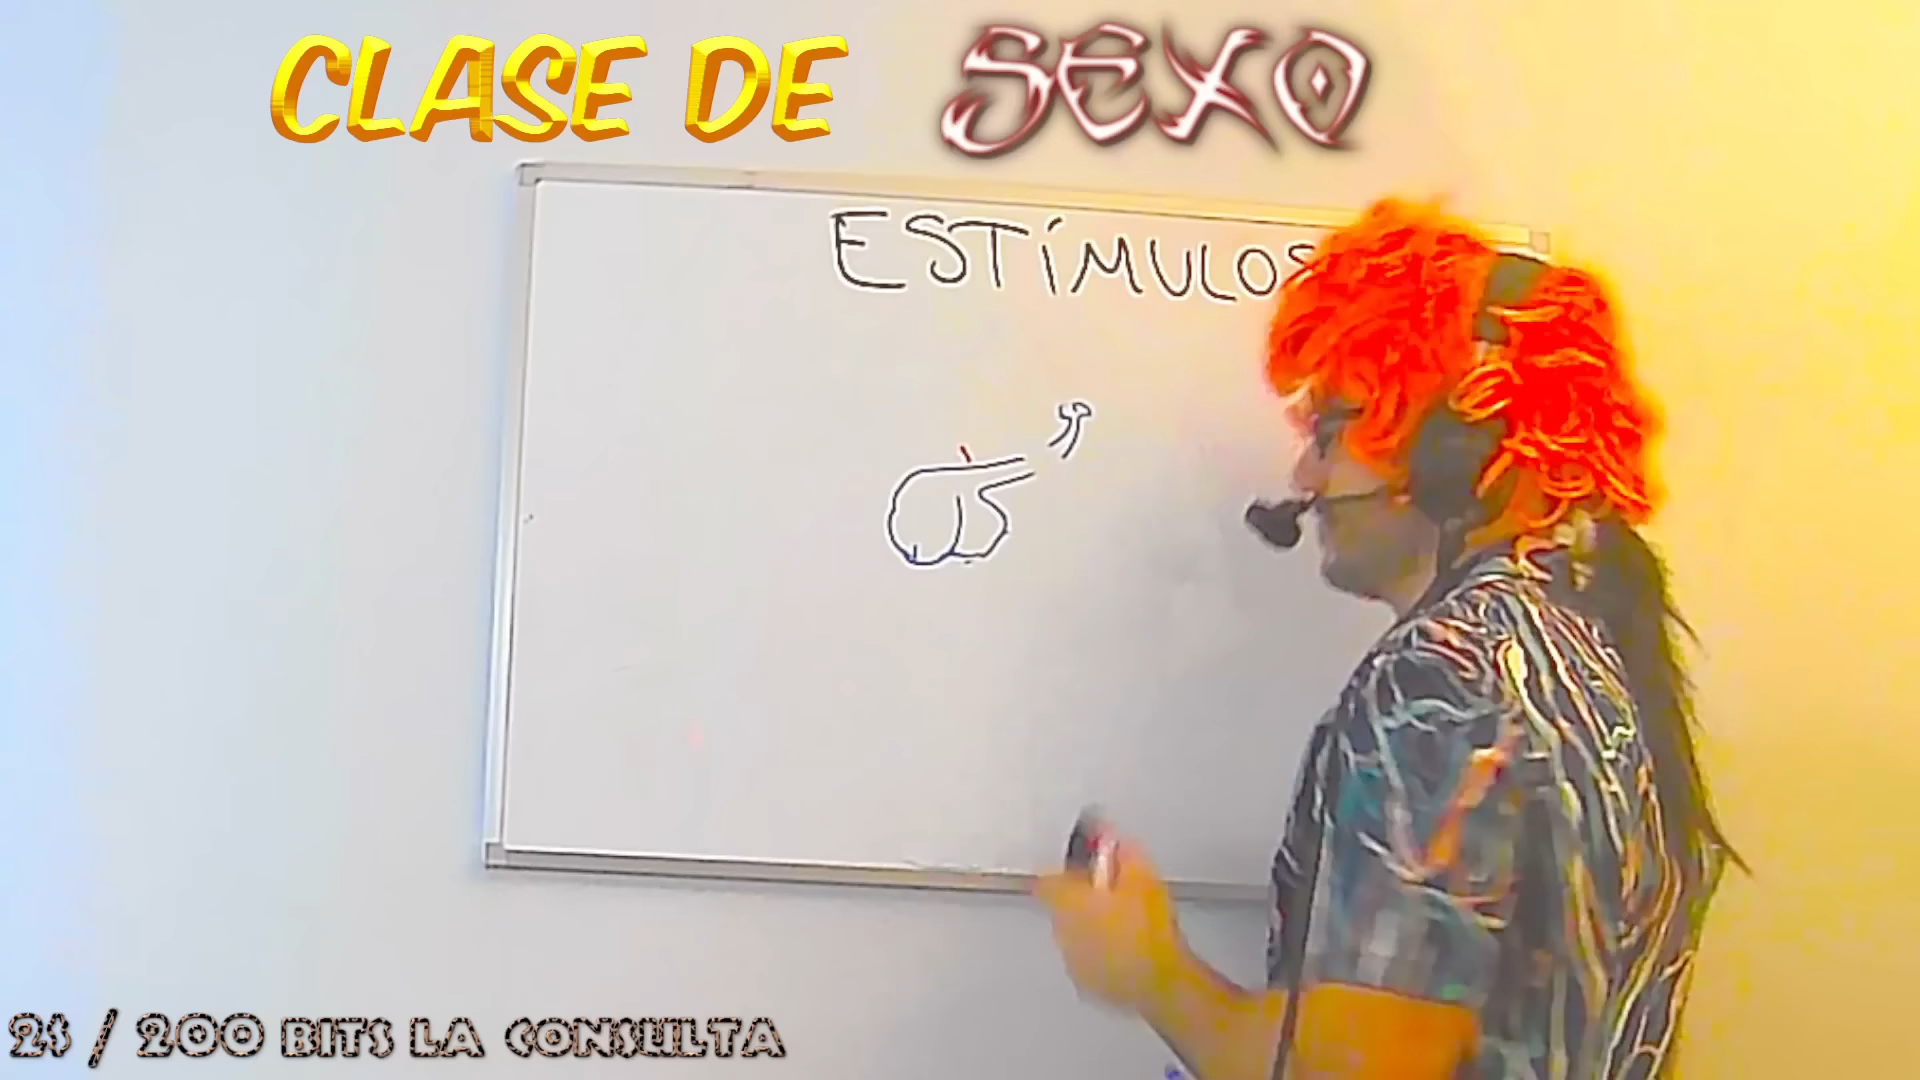 CLASE DE SEXO
ESTÍMULOS
2$ / 200 BITS LA CONSULTA